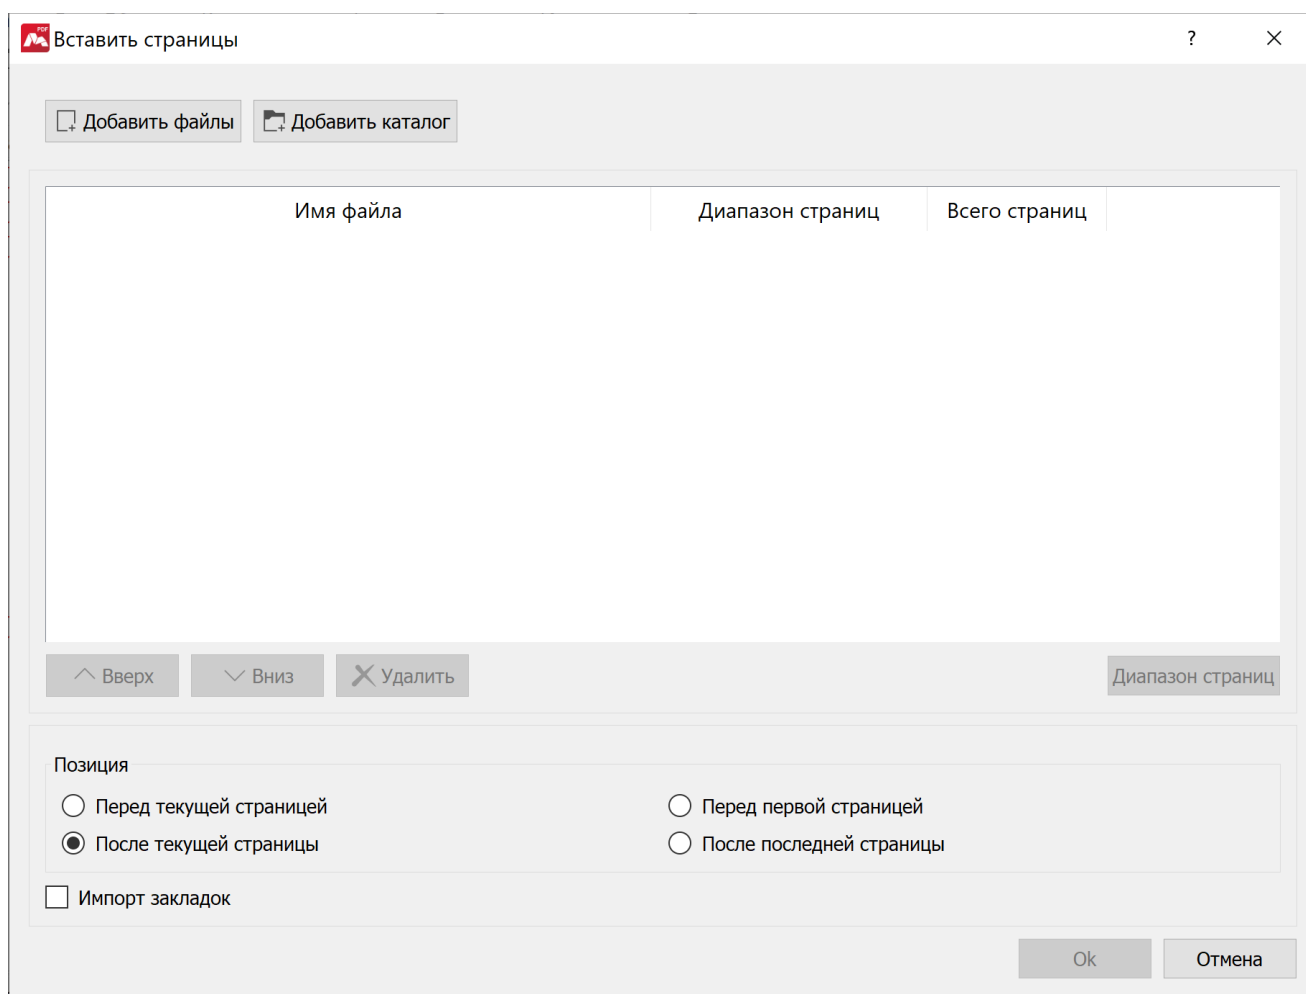 PDF
Вставить страницы
?
Добавить файлы Добавить каталог
Имя файла Диапазон страниц Всего страниц
Вверх Вниз Удалить Диапазон страниц
Позиция
Перед текущей страницей Перед первой страницей
После текущей страницы После последней страницы
Импорт закладок
Ok Отмена